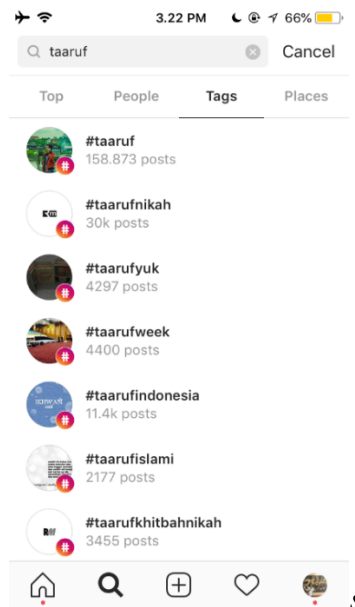 3.22 PM 66%
taaruf Cancel
Top People Tags Places
#taaruf
158.873 posts
#taarufnikah
30k posts
#taarufyuk
4297 posts
#taarufweek
4400 posts
#taarufindonesia
11.4k posts
#taarufislami
2177 posts
#taarufkhitbahnikah
3455 posts